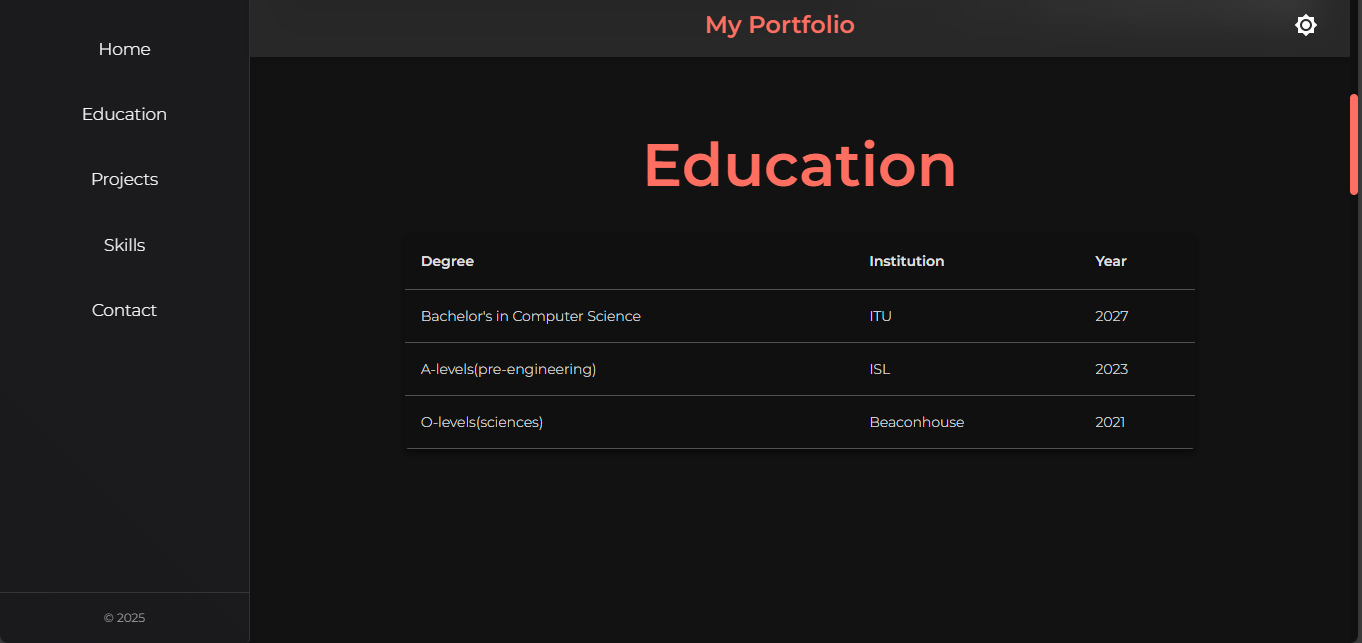 Home
Education
Projects
Skills
Contact
© 2025
My Portfolio
Education
Degree Institution Year
Bachelor's in Computer Science ITU 2027
A-levels(pre-engineering) ISL 2023
O-levels(sciences) Beaconhouse 2021